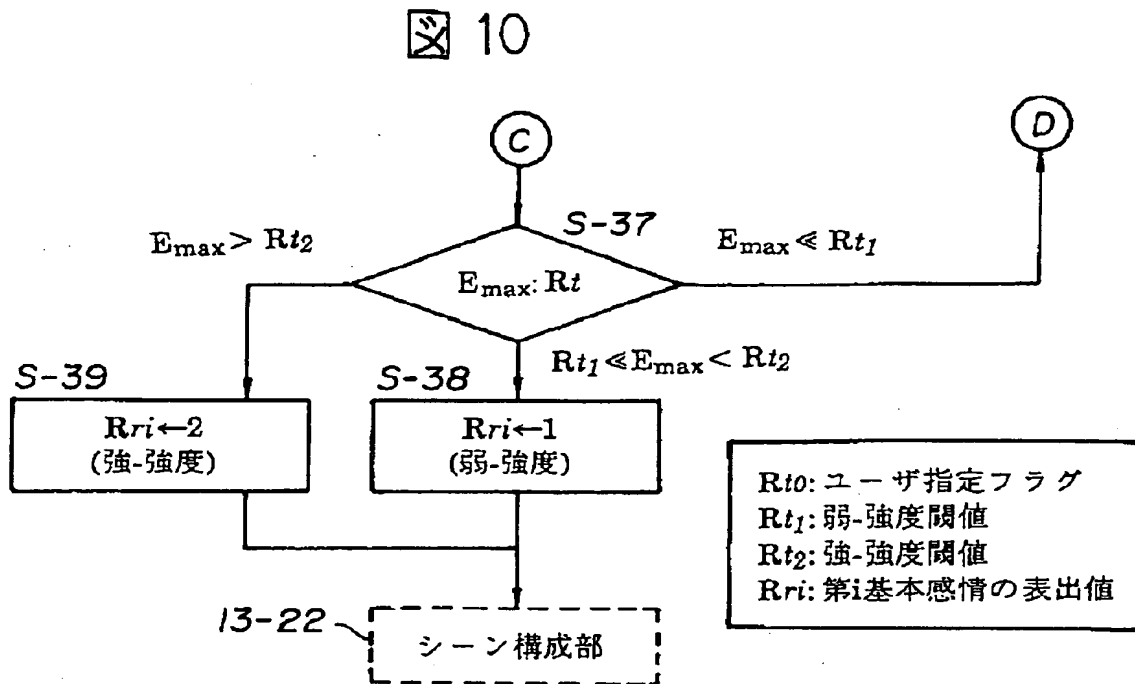 図 10
C
D
S-37
Emax > Rt2
Emax ≪ Rt1
Emax: Rt
Rt1 ≪ Emax < Rt2
S-39
S-38
Rri←2
(強-強度)
Rri←1
(弱-強度)
Rt0: ユーザ指定フラグ
Rt1: 弱-強度閾値
Rt2: 強-強度閾値
Rri: 第i基本感情の表出値
13-22
シーン構成部